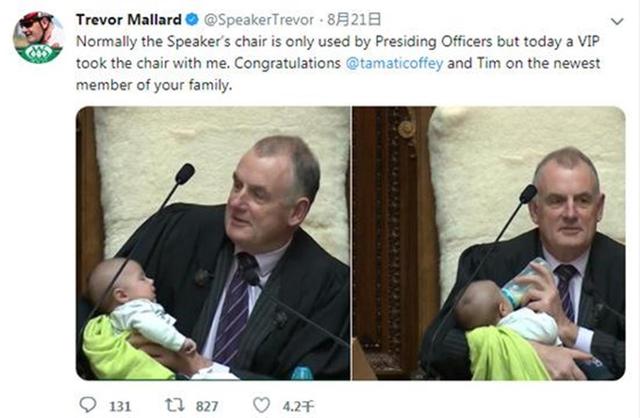 Trevor Mallard @SpeakerTrevor · 8月21日
Normally the Speaker's chair is only used by Presiding Officers but today a VIP
took the chair with me. Congratulations @tamaticoffey and Tim on the newest
member of your family.
131 827 4.2千